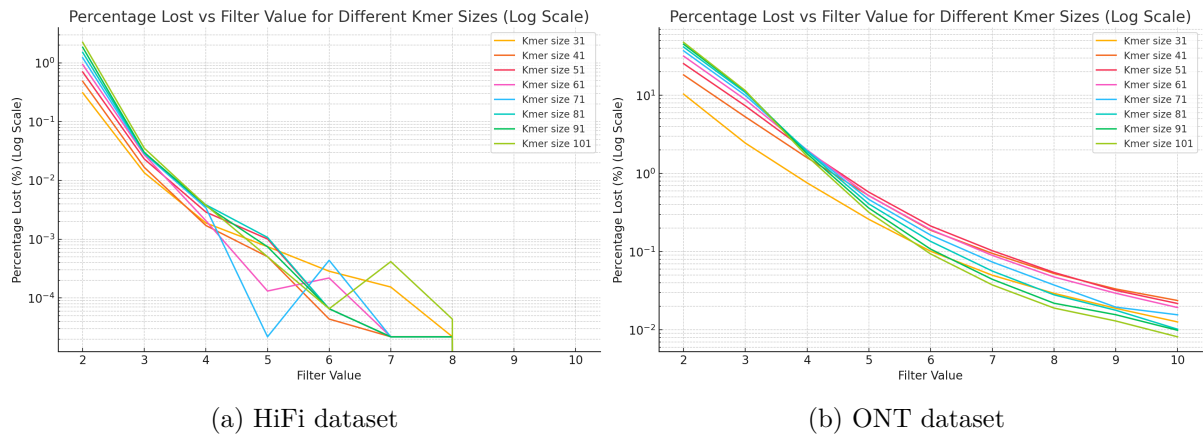 Percentage Lost vs Filter Value for Different Kmer Sizes (Log Scale)
Percentage Lost (%) (Log Scale)
10⁰
10⁻¹
10⁻²
10⁻³
10⁻⁴
Kmer size 31
Kmer size 41
Kmer size 51
Kmer size 61
Kmer size 71
Kmer size 81
Kmer size 91
Kmer size 101
2 3 4 5 6 7 8 9 10
Filter Value
(a) HiFi dataset
Percentage Lost vs Filter Value for Different Kmer Sizes (Log Scale)
Percentage Lost (%) (Log Scale)
10¹
10⁰
10⁻¹
10⁻²
Kmer size 31
Kmer size 41
Kmer size 51
Kmer size 61
Kmer size 71
Kmer size 81
Kmer size 91
Kmer size 101
2 3 4 5 6 7 8 9 10
Filter Value
(b) ONT dataset